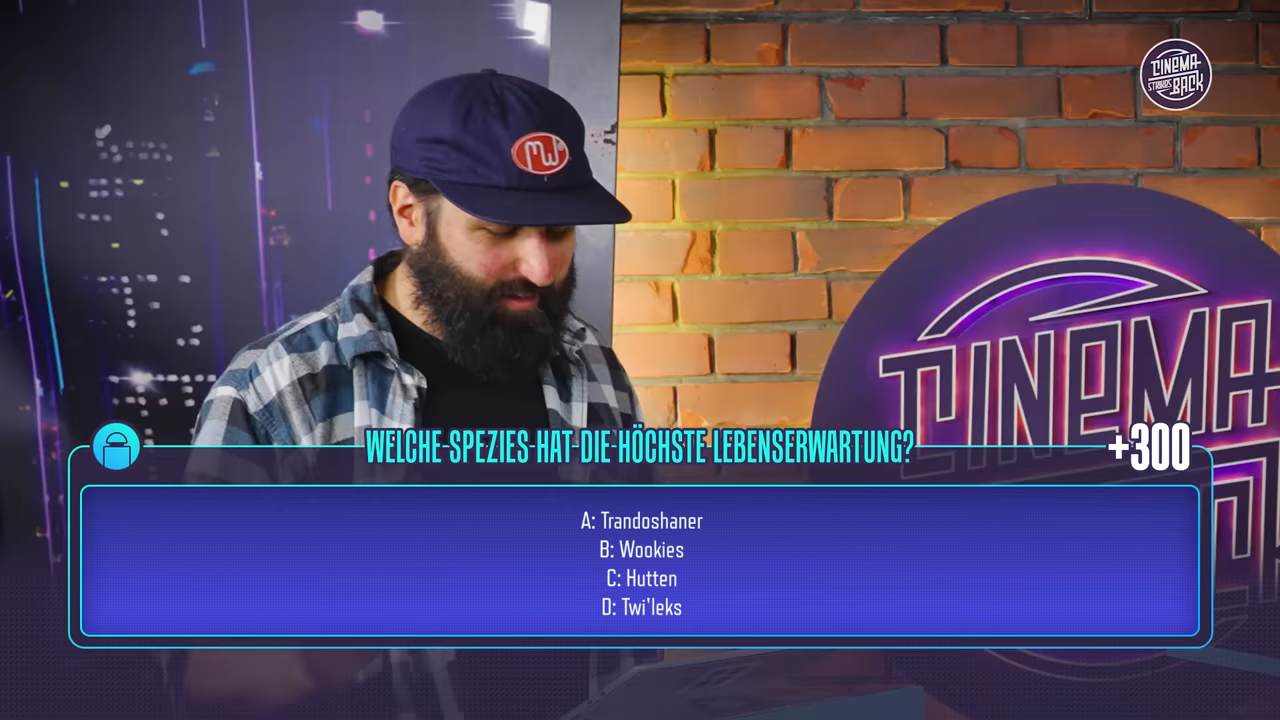 CINEMA
STRIKES
BACK
MW
CINEMA
WELCHE-SPEZIES-HAT-DIE-HÖCHSTE LEBENSERWARTUNG?
+300
A: Trandoshaner
B: Wookies
C: Hutten
D: Twi'leks